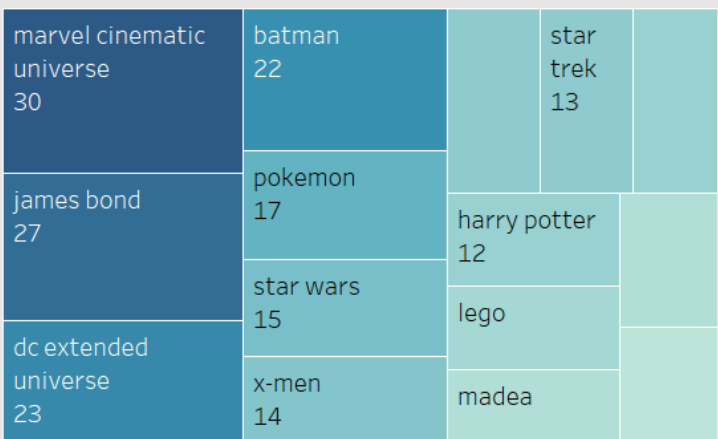 marvel cinematic
universe
30
james bond
27
dc extended
universe
23
batman
22
pokemon
17
star wars
15
x-men
14
star
trek
13
harry potter
12
lego
madea